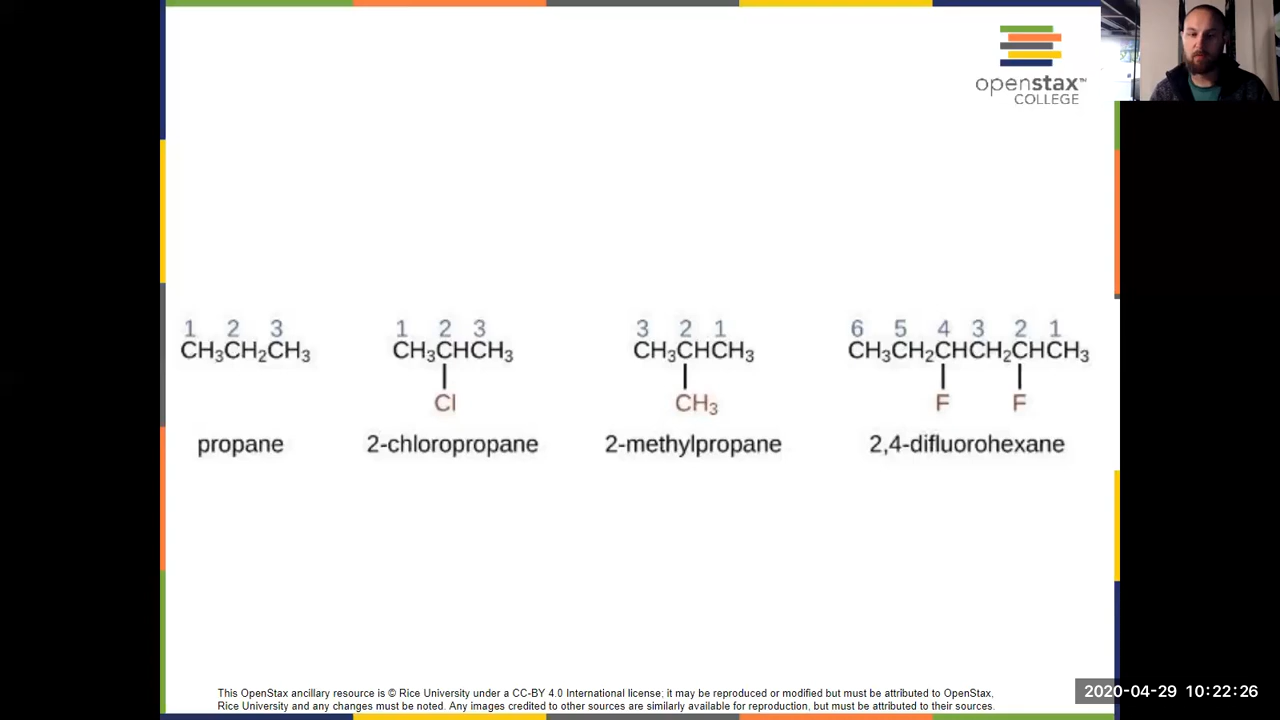 openstax™
COLLEGE
1 2 3
CH₃CH₂CH₃
propane
1 2 3
CH₃CHCH₃
Cl
2-chloropropane
3 2 1
CH₃CHCH₃
CH₃
2-methylpropane
6 5 4 3 2 1
CH₃CH₂CHCH₂CHCH₃
F F
2,4-difluorohexane
This OpenStax ancillary resource is © Rice University under a CC-BY 4.0 International license; it may be reproduced or modified but must be attributed to OpenStax,
Rice University and any changes must be noted. Any images credited to other sources are similarly available for reproduction, but must be attributed to their sources.
2020-04-29 10:22:26